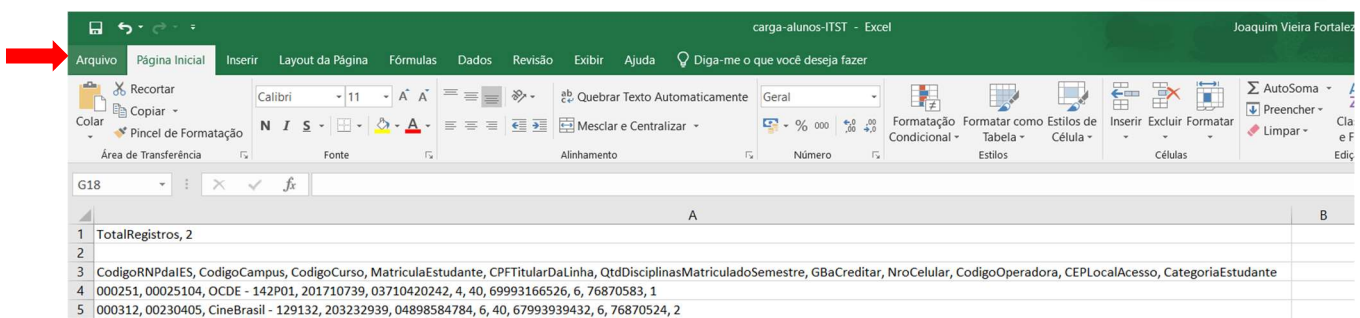 carga-alunos-ITST - Excel
Joaquim Vieira Fortalez
Arquivo Página Inicial Inserir Layout da Página Fórmulas Dados Revisão Exibir Ajuda Diga-me o que você deseja fazer
Recortar
Copiar
Pincel de Formatação
Colar
Área de Transferência
Calibri 11 A A
N I S A
Fonte
Quebrar Texto Automaticamente
Mesclar e Centralizar
Alinhamento
Geral
% 000
Número
Formatação Condicional
Formatar como Tabela
Estilos de Célula
Estilos
Inserir Excluir Formatar
Células
AutoSoma
Preencher
Limpar
Clas
e F
Ediç
G18 fx
A B
1 TotalRegistros, 2
2
3 CodigoRNPdaIES, CodigoCampus, CodigoCurso, MatriculaEstudante, CPFTitularDaLinha, QtdDisciplinasMatriculadoSemestre, GBaCreditar, NroCelular, CodigoOperadora, CEPLocalAcesso, CategoriaEstudante
4 000251, 00025104, OCDE - 142P01, 201710739, 03710420242, 4, 40, 69993166526, 6, 76870583, 1
5 000312, 00230405, CineBrasil - 129132, 203232939, 04898584784, 6, 40, 67993939432, 6, 76870524, 2